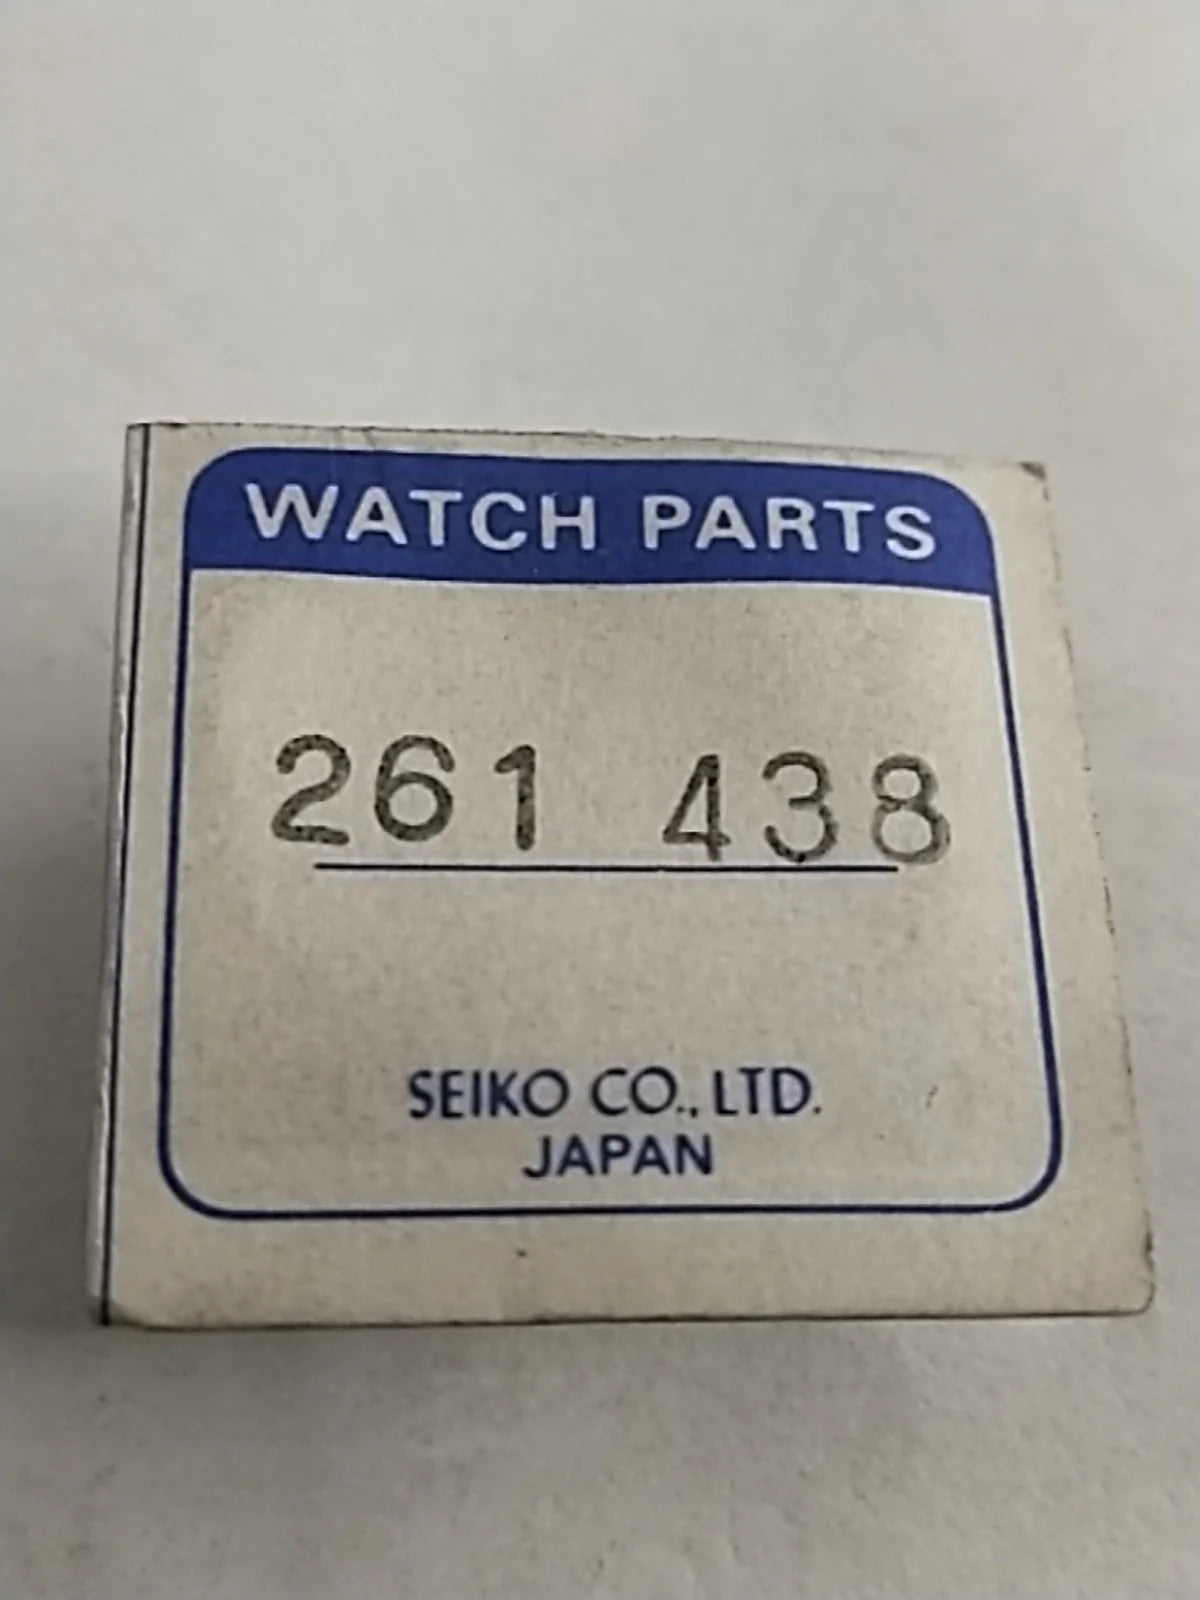 WATCH PARTS
261 438
SEIKO CO., LTD.
JAPAN